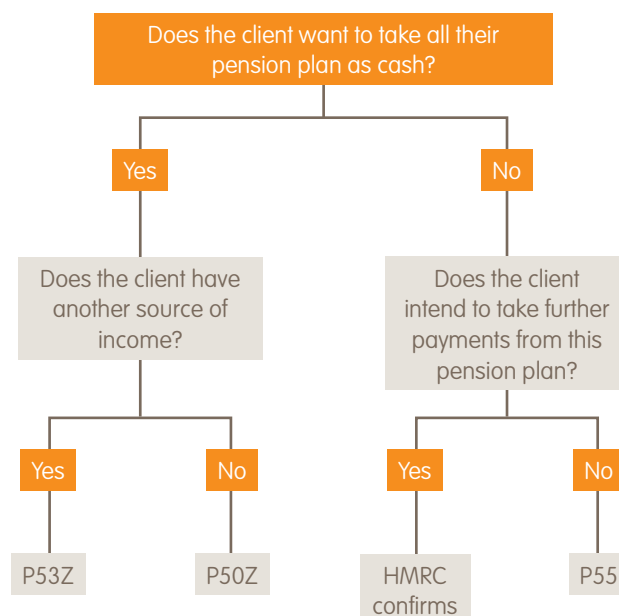 Does the client want to take all their
pension plan as cash?
Yes
No
Does the client have
another source of
income?
Does the client
intend to take further
payments from this
pension plan?
Yes
No
Yes
No
P53Z
P50Z
HMRC
confirms
P55